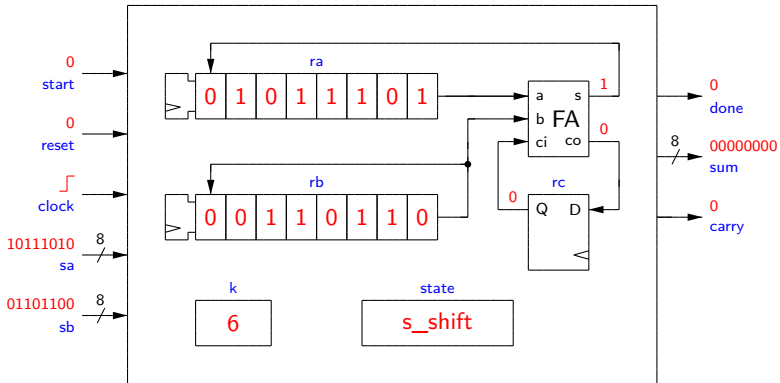 0
start
0
reset
clock
10111010 8
sa
01101100 8
sb
ra
0 1 0 1 1 1 0 1
rb
0 0 1 1 0 1 1 0
a s 1
b FA
ci co 0
rc
0 Q D
k
6
state
s_shift
0
done
8 00000000
sum
0
carry